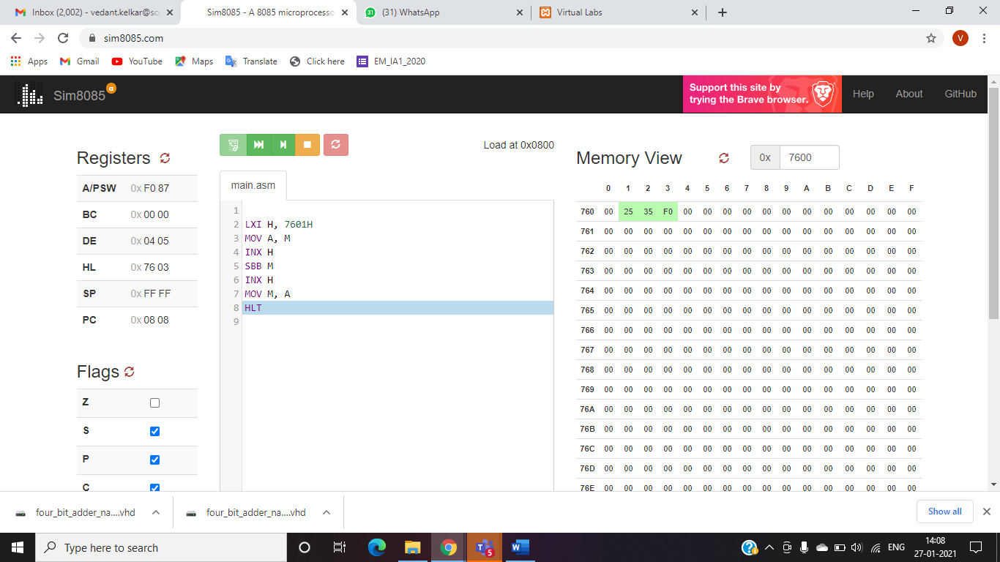 Inbox (2,002) - vedant.kelkar@so
Sim8085 - A 8085 microprocesso
(31) WhatsApp
Virtual Labs
sim8085.com
V
Apps Gmail YouTube Maps Translate Click here EM_IA1_2020
Sim8085 α
Support this site by
trying the Brave browser.
Help About GitHub
Load at 0x0800
Registers
A/PSW 0x F0 87
BC 0x 00 00
DE 0x 04 05
HL 0x 76 03
SP 0x FF FF
PC 0x 08 08
Flags
Z
S
P
C
main.asm
1
2 LXI H, 7601H
3 MOV A, M
4 INX H
5 SBB M
6 INX H
7 MOV M, A
8 HLT
9
Memory View 0x 7600
0 1 2 3 4 5 6 7 8 9 A B C D E F
760 00 25 35 F0 00 00 00 00 00 00 00 00 00 00 00 00
761 00 00 00 00 00 00 00 00 00 00 00 00 00 00 00 00
762 00 00 00 00 00 00 00 00 00 00 00 00 00 00 00 00
763 00 00 00 00 00 00 00 00 00 00 00 00 00 00 00 00
764 00 00 00 00 00 00 00 00 00 00 00 00 00 00 00 00
765 00 00 00 00 00 00 00 00 00 00 00 00 00 00 00 00
766 00 00 00 00 00 00 00 00 00 00 00 00 00 00 00 00
767 00 00 00 00 00 00 00 00 00 00 00 00 00 00 00 00
768 00 00 00 00 00 00 00 00 00 00 00 00 00 00 00 00
769 00 00 00 00 00 00 00 00 00 00 00 00 00 00 00 00
76A 00 00 00 00 00 00 00 00 00 00 00 00 00 00 00 00
76B 00 00 00 00 00 00 00 00 00 00 00 00 00 00 00 00
76C 00 00 00 00 00 00 00 00 00 00 00 00 00 00 00 00
76D 00 00 00 00 00 00 00 00 00 00 00 00 00 00 00 00
76E 00 00 00 00 00 00 00 00 00 00 00 00 00 00 00 00
four_bit_adder_na....vhd
four_bit_adder_na....vhd
Show all
Type here to search
5
ENG
14:08
27-01-2021